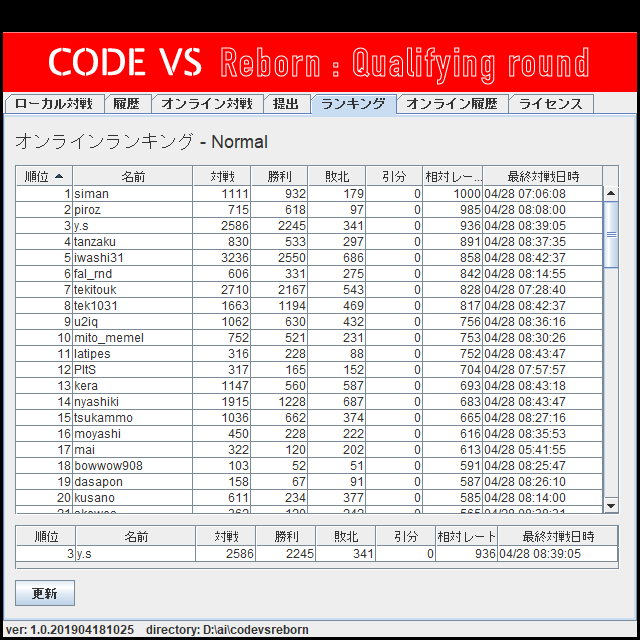 CODE VS Reborn : Qualifying round
ローカル対戦 履歴 オンライン対戦 提出 ランキング オンライン履歴 ライセンス
オンラインランキング - Normal
順位 名前 対戦 勝利 敗北 引分 相対レー... 最終対戦日時
1 siman 1111 932 179 0 1000 04/28 07:06:08
2 piroz 715 618 97 0 985 04/28 08:08:00
3 y.s 2586 2245 341 0 936 04/28 08:39:05
4 tanzaku 830 533 297 0 891 04/28 08:37:35
5 iwashi31 3236 2550 686 0 858 04/28 08:42:37
6 fal_rnd 606 331 275 0 842 04/28 08:14:55
7 tekitouk 2710 2167 543 0 828 04/28 07:28:40
8 tek1031 1663 1194 469 0 817 04/28 08:42:37
9 u2iq 1062 630 432 0 756 04/28 08:36:16
10 mito_memel 752 521 231 0 753 04/28 08:30:26
11 latipes 316 228 88 0 752 04/28 08:43:47
12 PltS 317 165 152 0 704 04/28 07:57:57
13 kera 1147 560 587 0 693 04/28 08:43:18
14 nyashiki 1915 1228 687 0 683 04/28 08:43:47
15 tsukammo 1036 662 374 0 665 04/28 08:27:16
16 moyashi 450 228 222 0 616 04/28 08:35:53
17 mai 322 120 202 0 613 04/28 05:41:55
18 bowwow908 103 52 51 0 591 04/28 08:25:47
19 dasapon 158 67 91 0 587 04/28 08:26:10
20 kusano 611 234 377 0 585 04/28 08:14:00
順位 名前 対戦 勝利 敗北 引分 相対レート 最終対戦日時
3 y.s 2586 2245 341 0 936 04/28 08:39:05
更新
ver: 1.0.201904181025 directory: D:\ai\codevsreborn